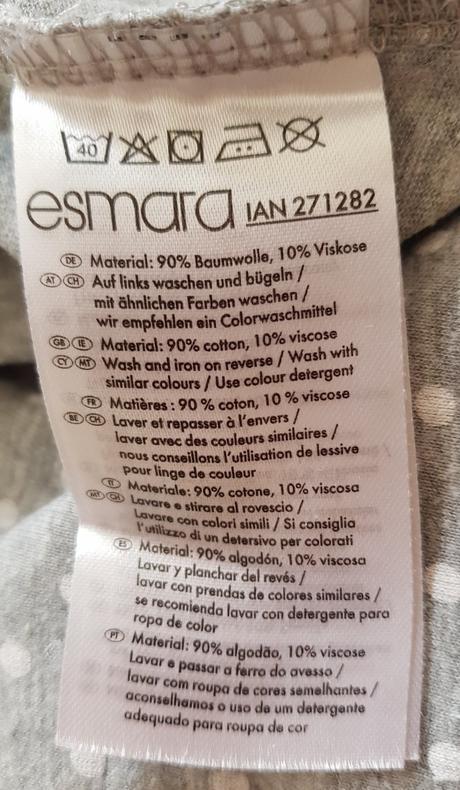 40
esmara IAN 271282
DE Material: 90% Baumwolle, 10% Viskose
AT CH Auf links waschen und bügeln /
mit ähnlichen Farben waschen /
wir empfehlen ein Colorwaschmittel
GB IE Material: 90% cotton, 10% viscose
CY MT Wash and iron on reverse / Wash with
similar colours / Use colour detergent
FR Matières : 90 % coton, 10 % viscose
BE CH Laver et repasser à l'envers /
laver avec des couleurs similaires /
nous conseillons l'utilisation de lessive
pour linge de couleur
IT Materiale: 90% cotone, 10% viscosa
MT CH Lavare e stirare al rovescio /
Lavare con colori simili / Si consiglia
l'utilizzo di un detersivo per colorati
ES Material: 90% algodón, 10% viscosa
Lavar y planchar del revés /
lavar con prendas de colores similares /
se recomienda lavar con detergente para
ropa de color
PT Material: 90% algodão, 10% viscose
Lavar e passar a ferro do avesso /
lavar com roupa de cores semelhantes /
aconselhamos o uso de um detergente
adequado para roupa de cor